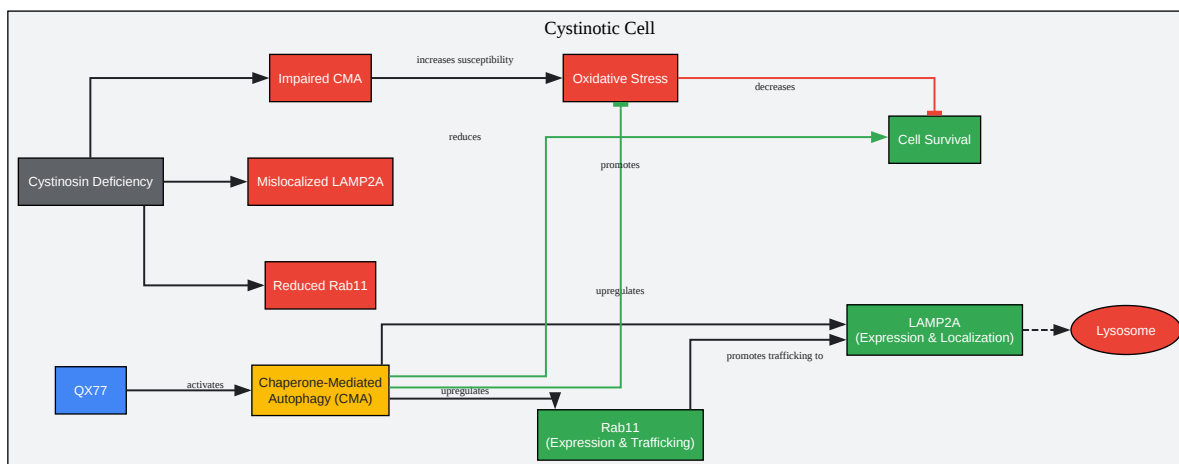 Cystinotic Cell
Impaired CMA
increases susceptibility
Oxidative Stress
decreases
reduces
Cell Survival
promotes
Cystinosin Deficiency
Mislocalized LAMP2A
Reduced Rab11
upregulates
LAMP2A
(Expression & Localization)
Lysosome
promotes trafficking to
QX77
activates
Chaperone-Mediated
Autophagy (CMA)
upregulates
Rab11
(Expression & Trafficking)